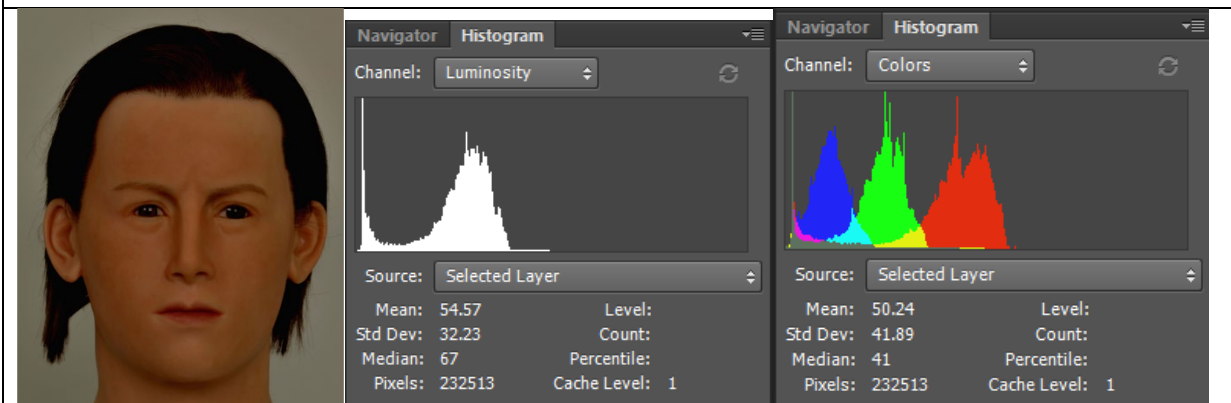 Navigator Histogram
Channel: Luminosity
Source: Selected Layer
Mean: 54.57 Level:
Std Dev: 32.23 Count:
Median: 67 Percentile:
Pixels: 232513 Cache Level: 1
Navigator Histogram
Channel: Colors
Source: Selected Layer
Mean: 50.24 Level:
Std Dev: 41.89 Count:
Median: 41 Percentile:
Pixels: 232513 Cache Level: 1